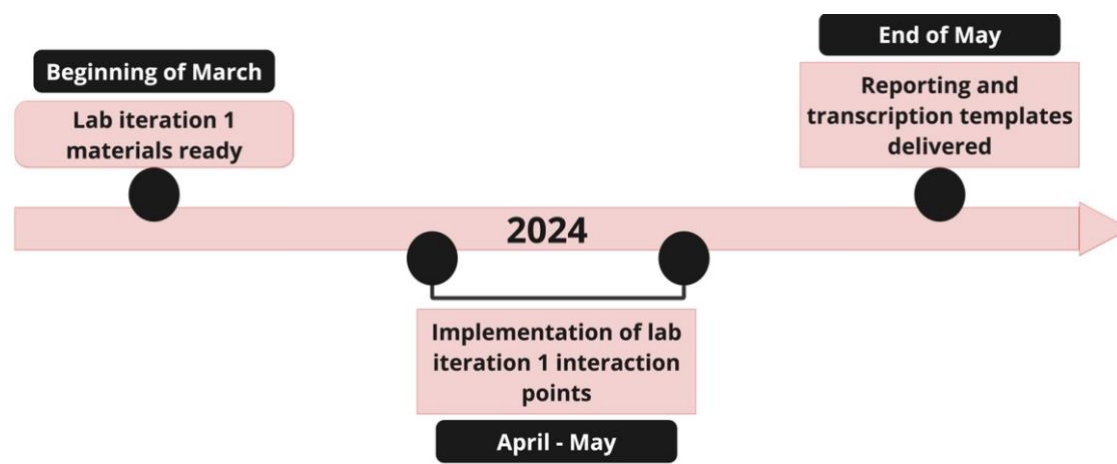 Beginning of March
Lab iteration 1
materials ready
2024
Implementation of lab
iteration 1 interaction
points
April - May
End of May
Reporting and
transcription templates
delivered